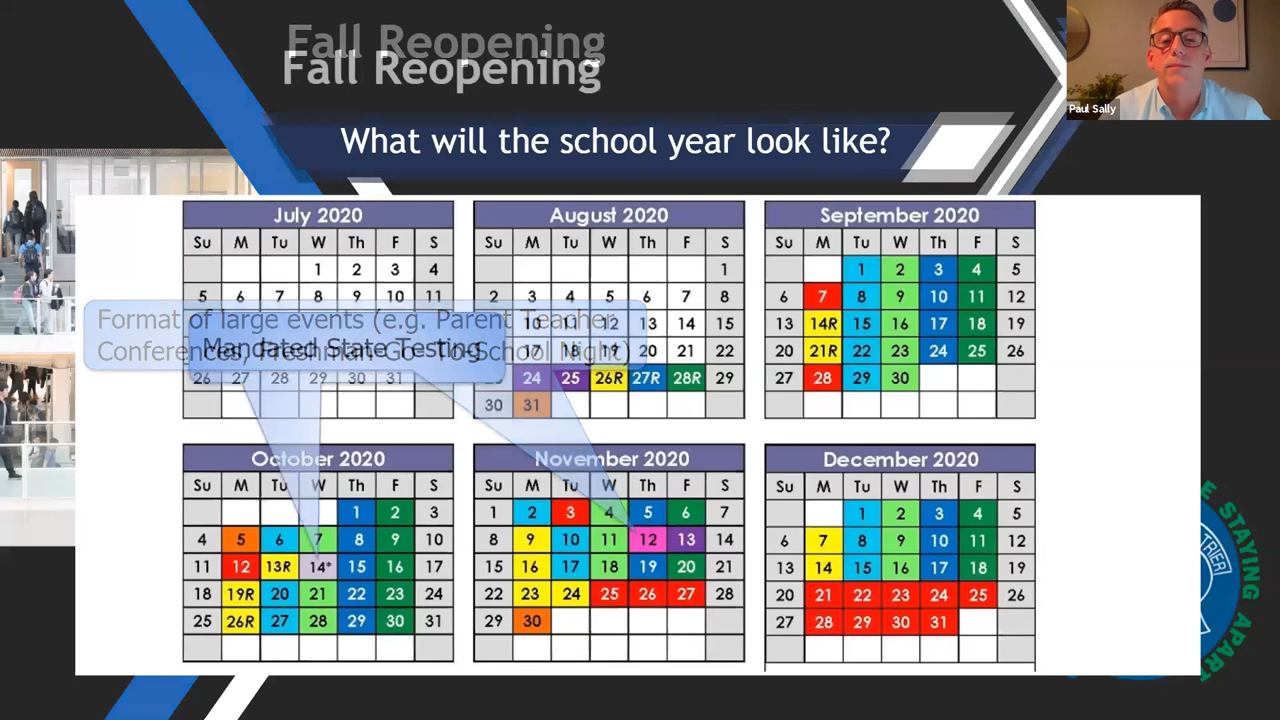 Fall Reopening
Fall Reopening
Paul Sally
What will the school year look like?
July 2020 August 2020 September 2020
Su M Tu W Th F S Su M Tu W Th F S Su M Tu W Th F S
1 2 3 4 1 1 2 3 4 5
5 6 7 8 9 10 11 2 3 4 5 6 7 8 6 7 8 9 10 11 12
Format of large events (e.g. Parent Teacher
10 11 12 13 14 15 13 14R 15 16 17 18 19
Conferences, Freshman Go-To-School Night)
Mandated State Testing
17 18 19 20 21 22 20 21R 22 23 24 25 26
26 27 28 29 30 31 24 25 26R 27R 28R 29 27 28 29 30
30 31
October 2020 November 2020 December 2020
Su M Tu W Th F S Su M Tu W Th F S Su M Tu W Th F S
1 2 3 1 2 3 4 5 6 7 1 2 3 4 5
4 5 6 7 8 9 10 8 9 10 11 12 13 14 6 7 8 9 10 11 12
11 12 13R 14* 15 16 17 15 16 17 18 19 20 21 13 14 15 16 17 18 19
18 19R 20 21 22 23 24 22 23 24 25 26 27 28 20 21 22 23 24 25 26
25 26R 27 28 29 30 31 29 30 27 28 29 30 31
STAYING APART
TRIER